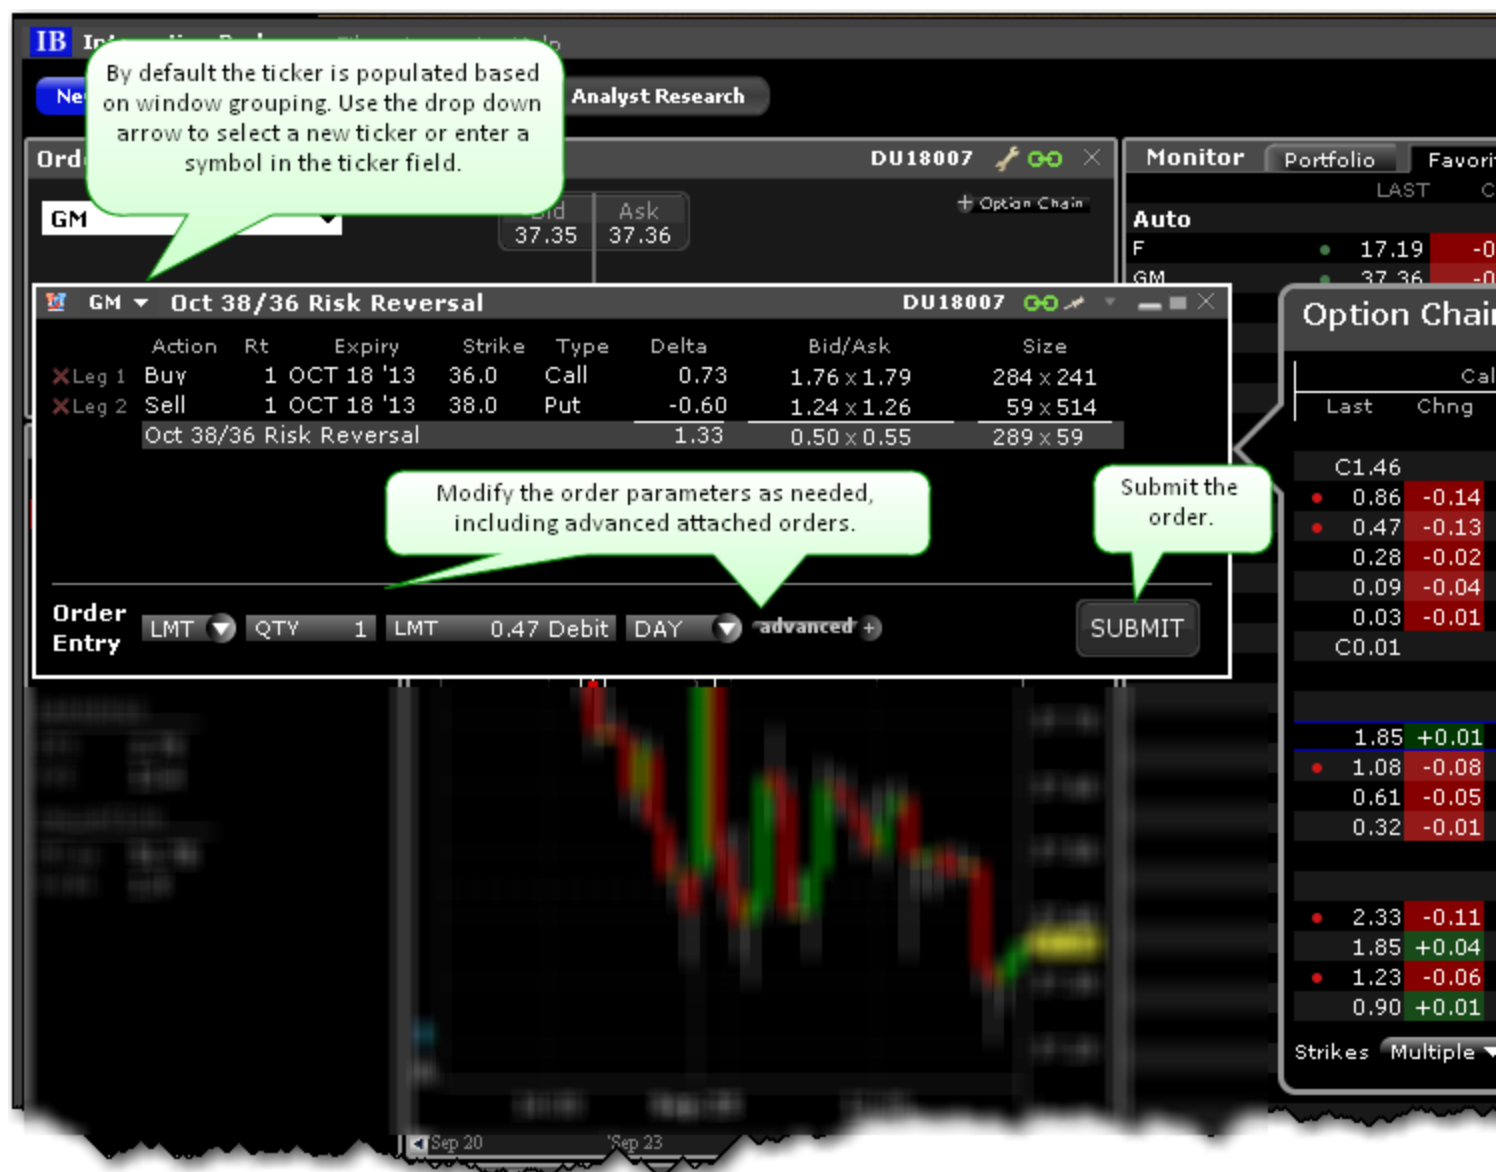 IB
By default the ticker is populated based
on window grouping. Use the drop down
arrow to select a new ticker or enter a
symbol in the ticker field.
Analyst Research
DU18007
Monitor Portfolio
GM
Bid Ask
37.35 37.36
+ Option Chain
LAST
Auto
F 17.19 -0
GM 37.36 -0
GM Oct 38/36 Risk Reversal DU18007
Action Rt Expiry Strike Type Delta Bid/Ask Size
Leg 1 Buy 1 OCT 18 '13 36.0 Call 0.73 1.76 x 1.79 284 x 241
Leg 2 Sell 1 OCT 18 '13 38.0 Put -0.60 1.24 x 1.26 59 x 514
Oct 38/36 Risk Reversal 1.33 0.50 x 0.55 289 x 59
Modify the order parameters as needed,
including advanced attached orders.
Submit the
order.
Order
Entry
LMT QTY 1 LMT 0.47 Debit DAY advanced + SUBMIT
Option Chain
Last Chng
C1.46
0.86 -0.14
0.47 -0.13
0.28 -0.02
0.09 -0.04
0.03 -0.01
C0.01
1.85 +0.01
1.08 -0.08
0.61 -0.05
0.32 -0.01
2.33 -0.11
1.85 +0.04
1.23 -0.06
0.90 +0.01
Strikes Multiple
Sep 20 'Sep 23